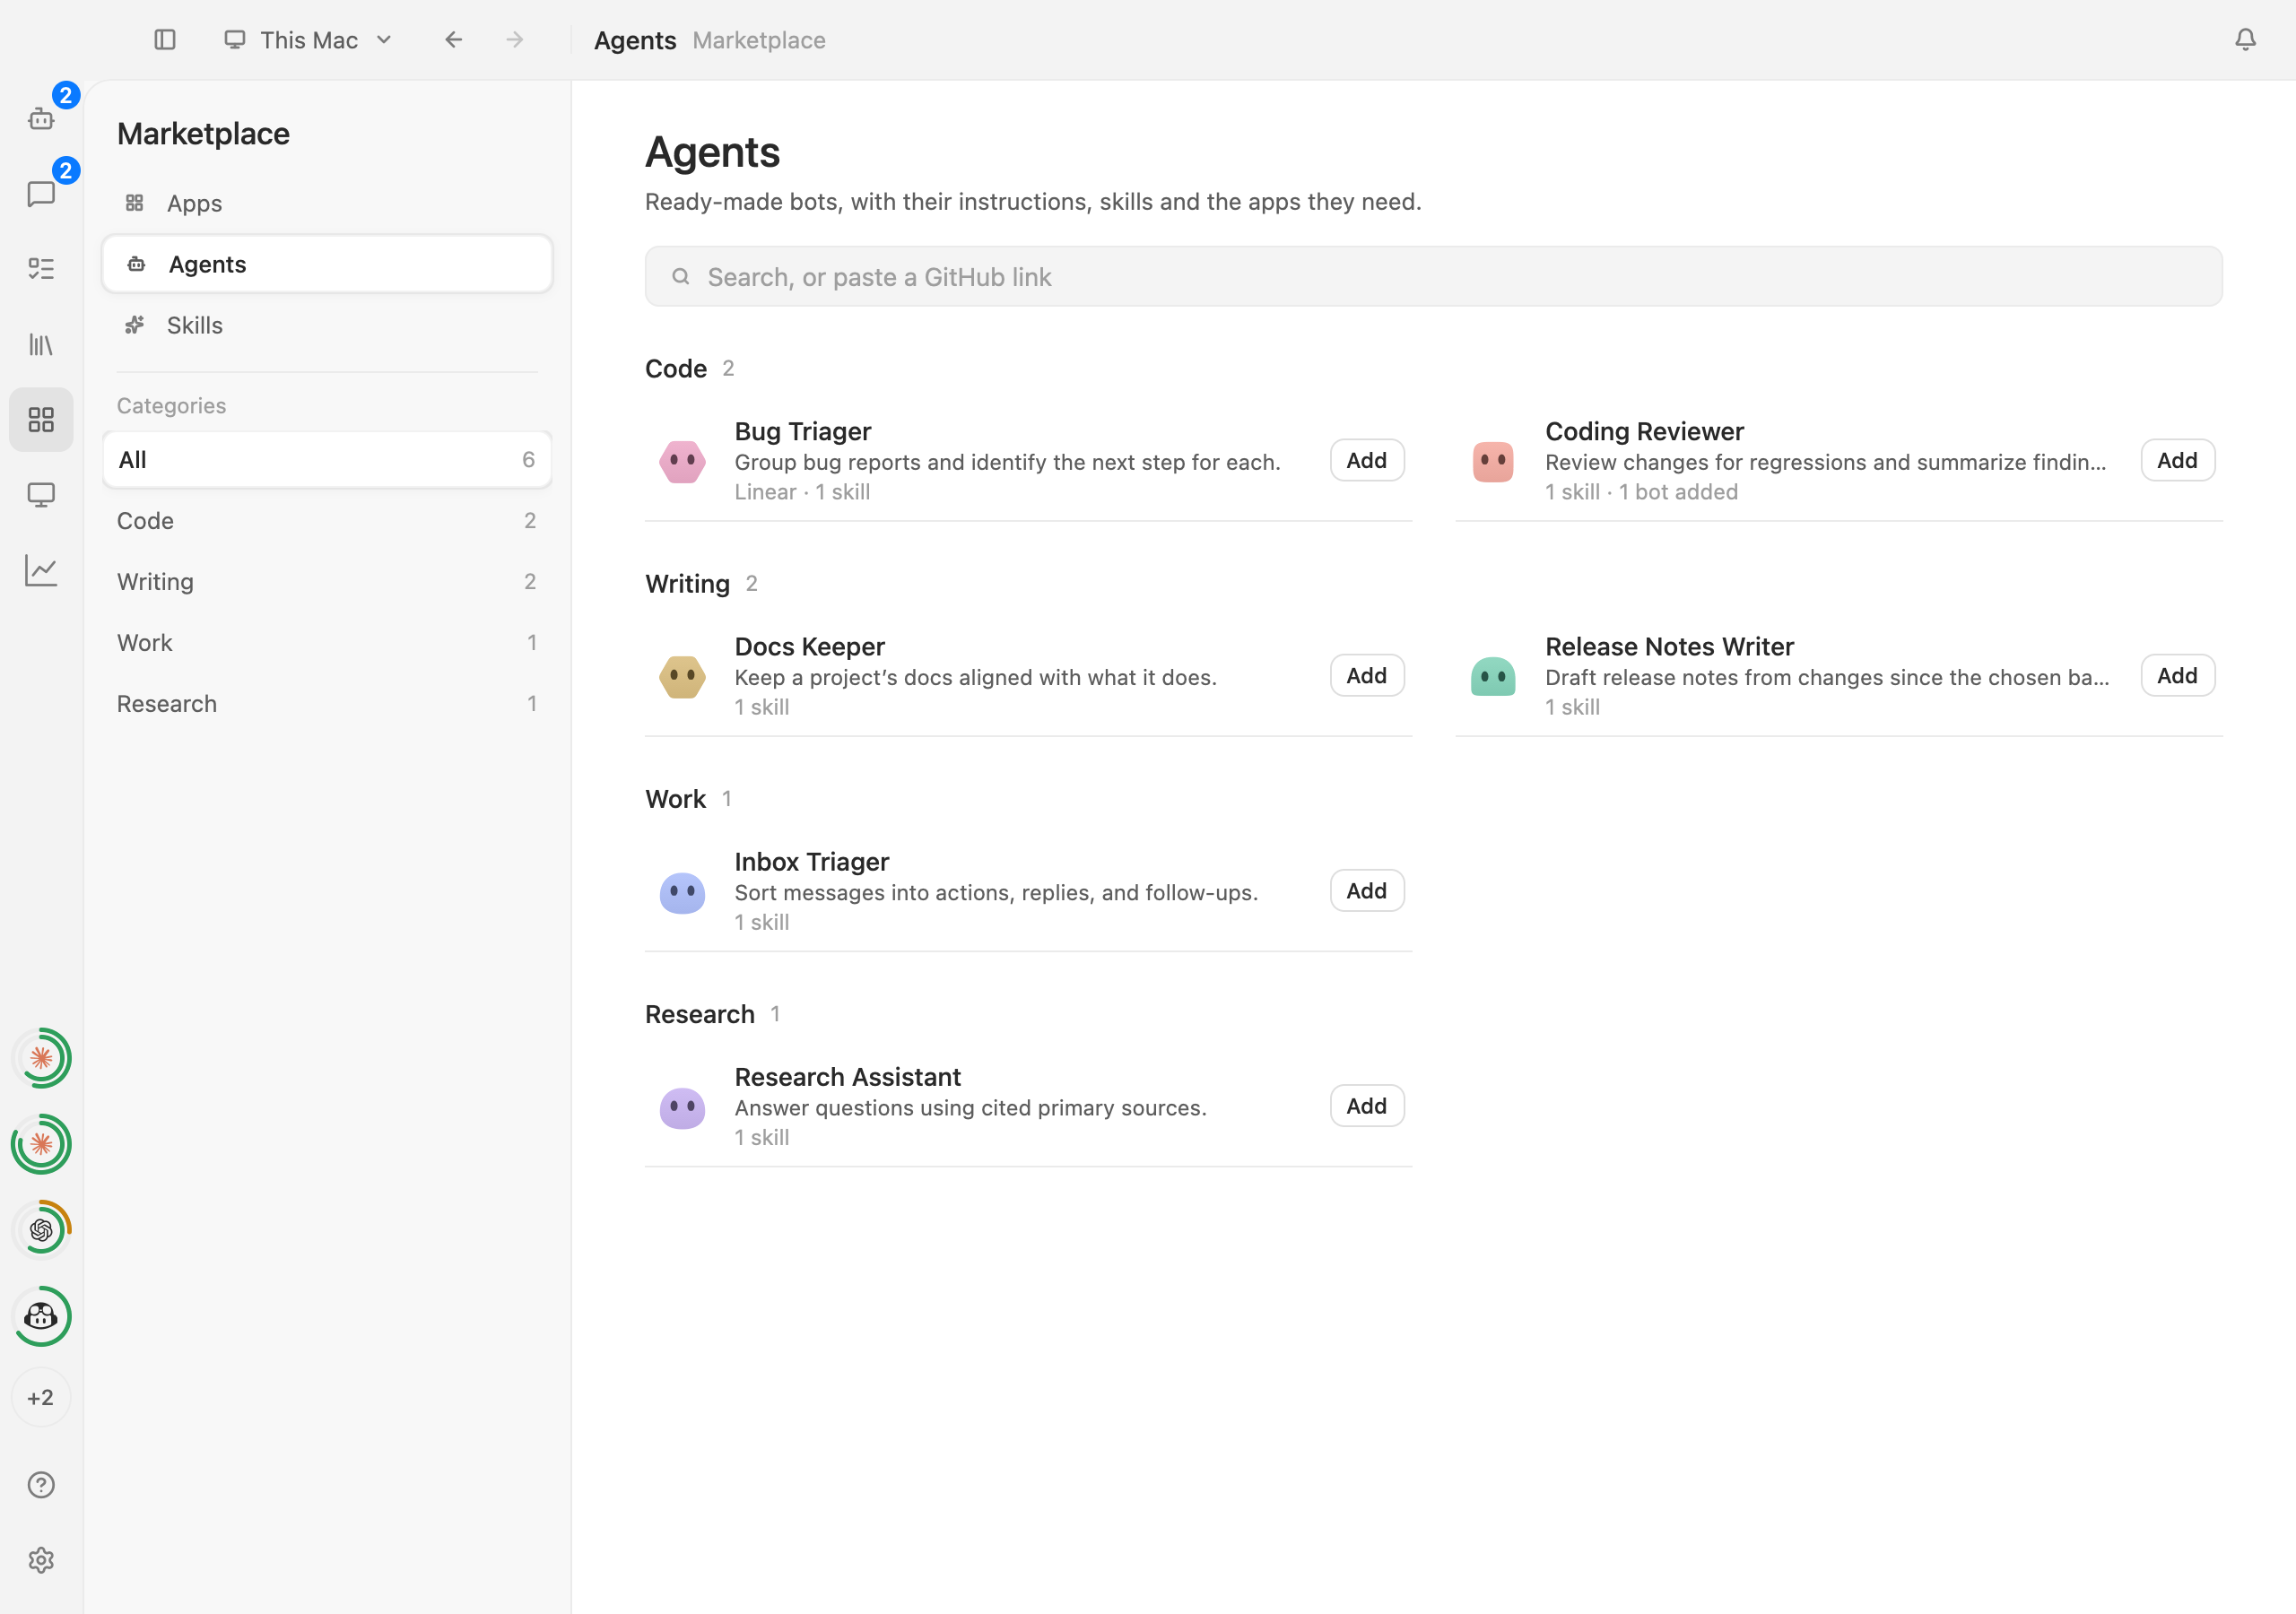 This Mac
Agents Marketplace
2
2
Marketplace
Apps
Agents
Skills
Categories
All 6
Code 2
Writing 2
Work 1
Research 1
+2
Agents
Ready-made bots, with their instructions, skills and the apps they need.
Search, or paste a GitHub link
Code 2
Bug Triager
Group bug reports and identify the next step for each.
Linear · 1 skill
Add
Coding Reviewer
Review changes for regressions and summarize findin...
1 skill · 1 bot added
Add
Writing 2
Docs Keeper
Keep a project’s docs aligned with what it does.
1 skill
Add
Release Notes Writer
Draft release notes from changes since the chosen ba...
1 skill
Add
Work 1
Inbox Triager
Sort messages into actions, replies, and follow-ups.
1 skill
Add
Research 1
Research Assistant
Answer questions using cited primary sources.
1 skill
Add